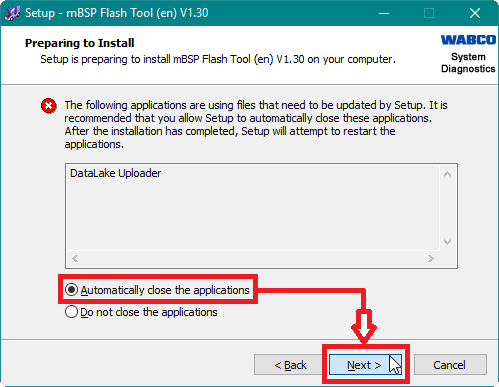 Setup - mBSP Flash Tool (en) V1.30
Preparing to Install
Setup is preparing to install mBSP Flash Tool (en) V1.30 on your computer.
WABCO
System
Diagnostics
The following applications are using files that need to be updated by Setup. It is
recommended that you allow Setup to automatically close these applications.
After the installation has completed, Setup will attempt to restart the
applications.
DataLake Uploader
Automatically close the applications
Do not close the applications
< Back
Next >
Cancel